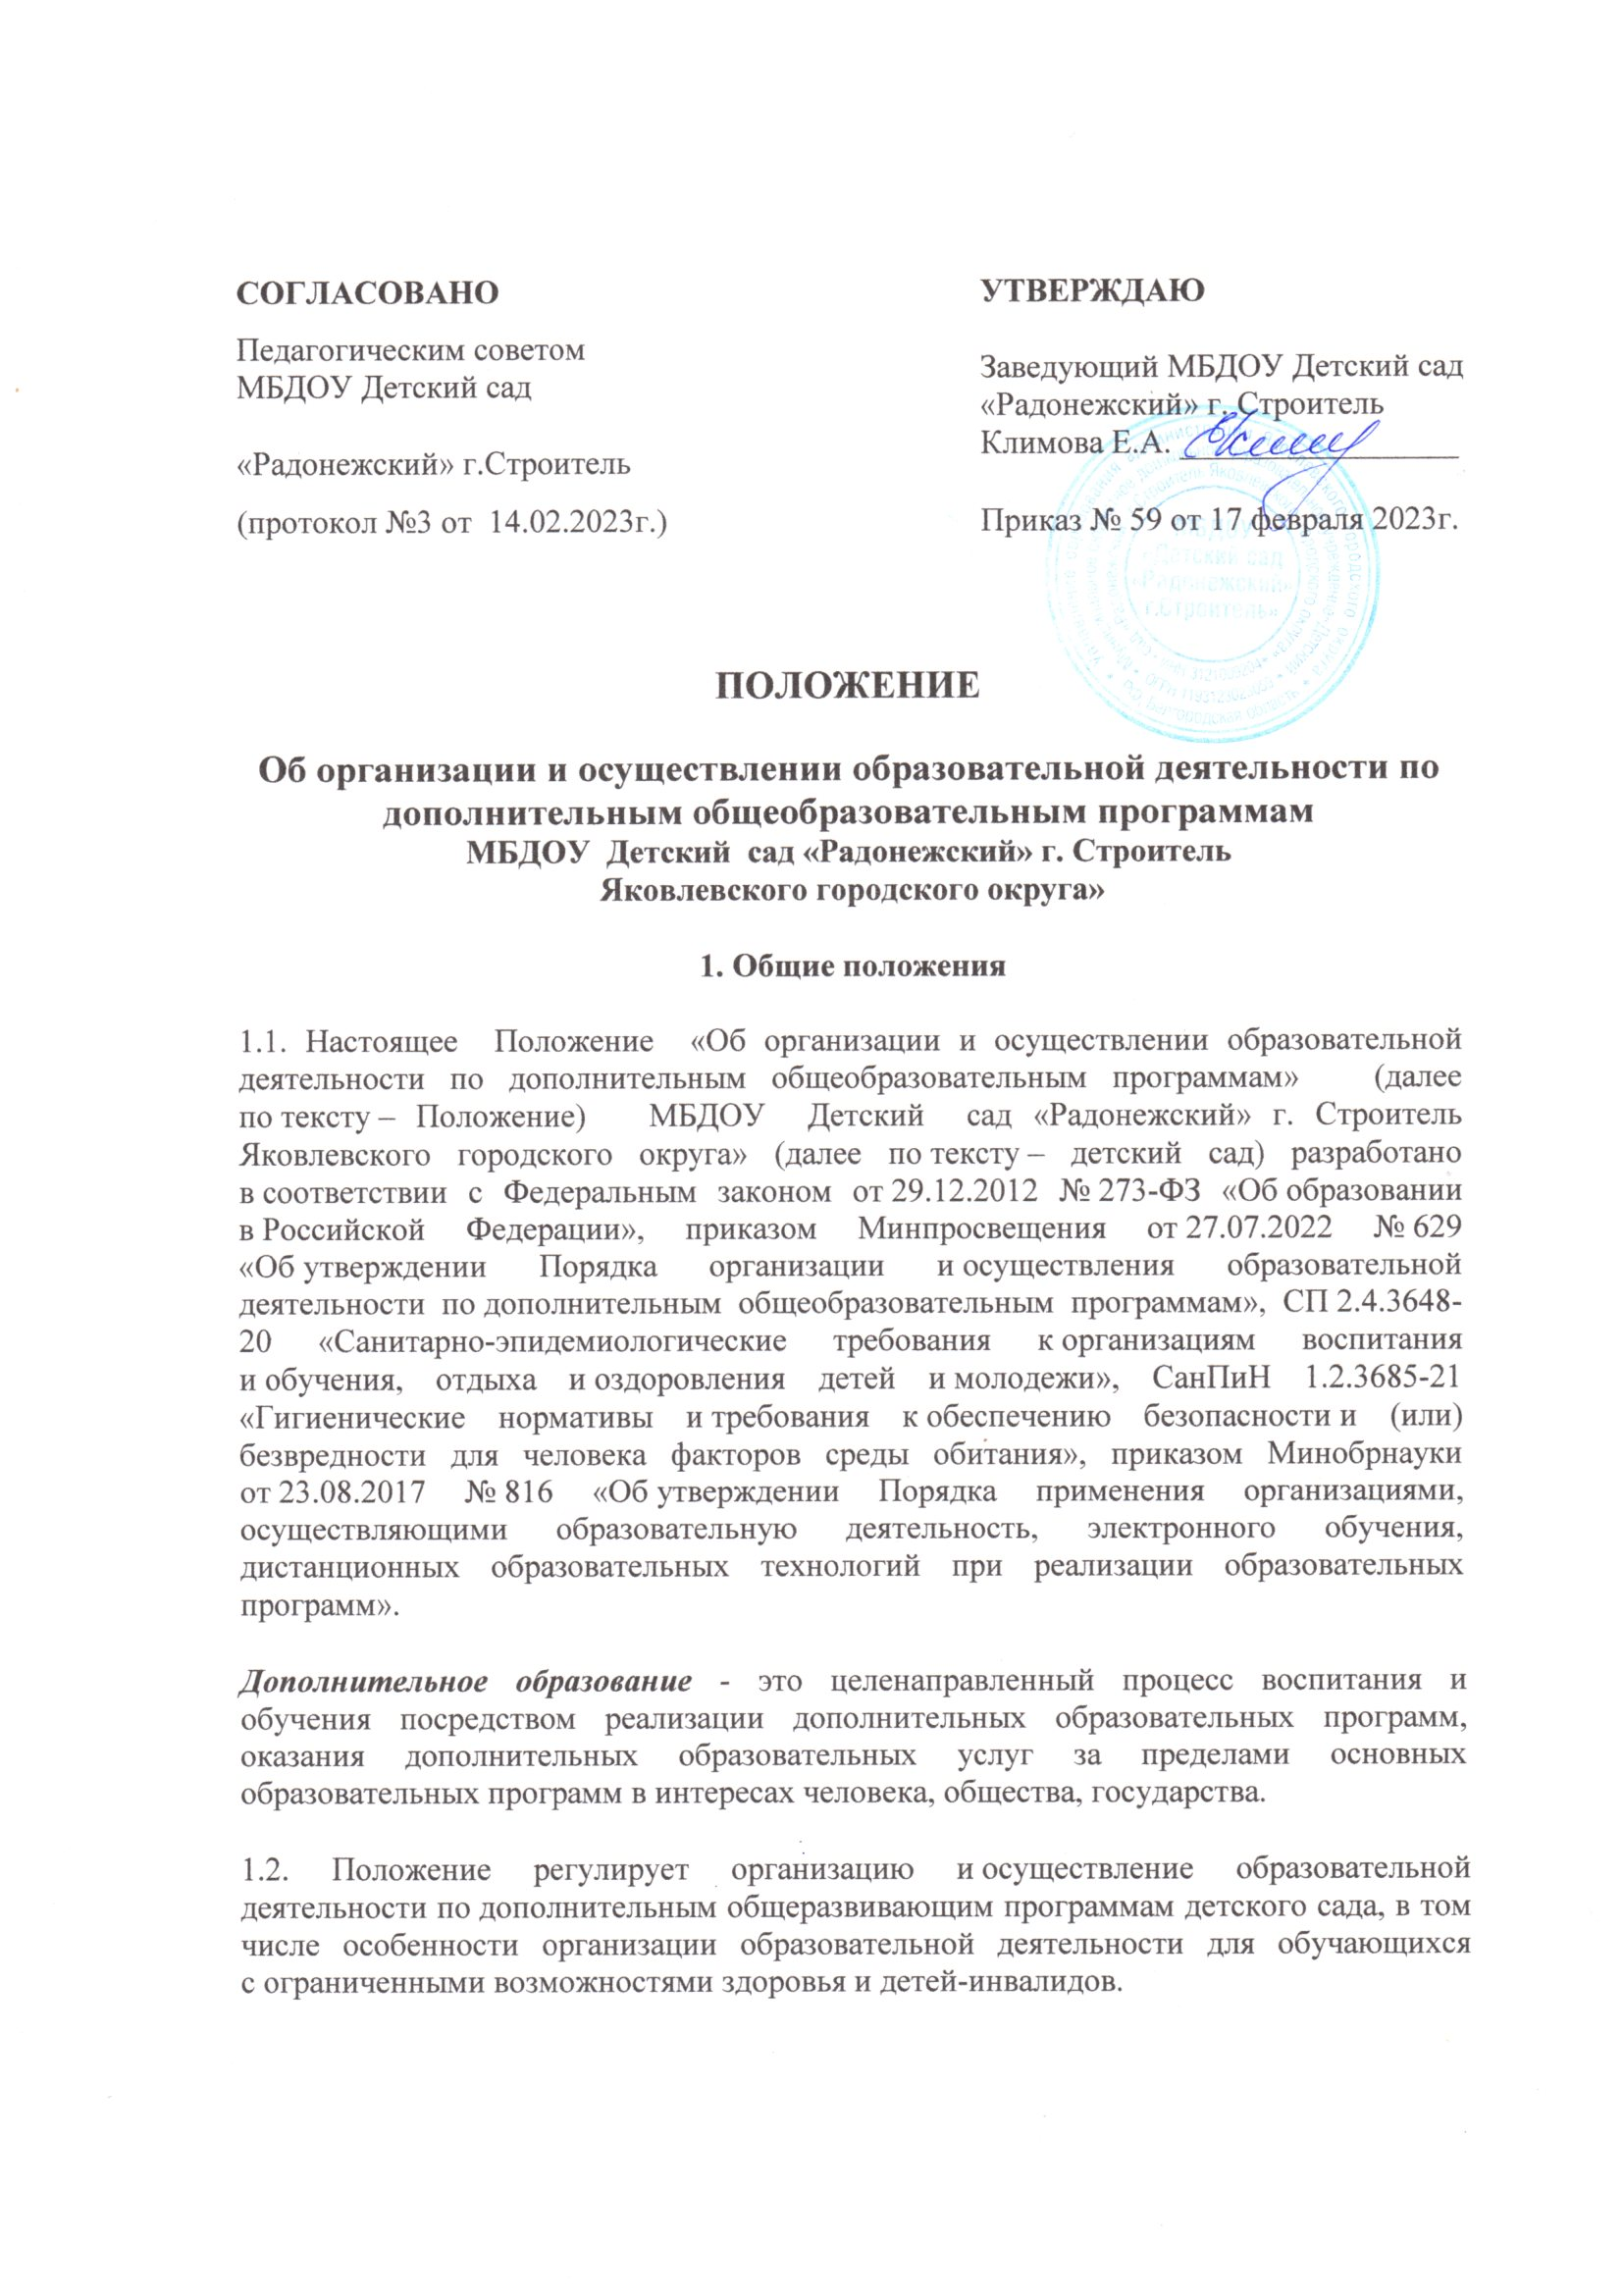 СОГЛАСОВАНО
Педагогическим советом
МБДОУ Детский сад
«Радонежский» г.Строитель
(протокол №3 от 14.02.2023г.)
УТВЕРЖДАЮ
Заведующий МБДОУ Детский сад
«Радонежский» г. Строитель
Климова Е.А.
Приказ № 59 от 17 февраля 2023г.
МБДОУ
Детский сад
«Радонежский»
г.Строитель»
ПОЛОЖЕНИЕ
Об организации и осуществлении образовательной деятельности по
дополнительным общеобразовательным программам
МБДОУ Детский сад «Радонежский» г. Строитель
Яковлевского городского округа»
1. Общие положения
1.1. Настоящее Положение «Об организации и осуществлении образовательной
деятельности по дополнительным общеобразовательным программам» (далее
по тексту – Положение) МБДОУ Детский сад «Радонежский» г. Строитель
Яковлевского городского округа» (далее по тексту – детский сад) разработано
в соответствии с Федеральным законом от 29.12.2012 № 273-ФЗ «Об образовании
в Российской Федерации», приказом Минпросвещения от 27.07.2022 № 629
«Об утверждении Порядка организации и осуществления образовательной
деятельности по дополнительным общеобразовательным программам», СП 2.4.3648-
20 «Санитарно-эпидемиологические требования к организациям воспитания
и обучения, отдыха и оздоровления детей и молодежи», СанПиН 1.2.3685-21
«Гигиенические нормативы и требования к обеспечению безопасности и (или)
безвредности для человека факторов среды обитания», приказом Минобрнауки
от 23.08.2017 № 816 «Об утверждении Порядка применения организациями,
осуществляющими образовательную деятельность, электронного обучения,
дистанционных образовательных технологий при реализации образовательных
программ».
Дополнительное образование - это целенаправленный процесс воспитания и
обучения посредством реализации дополнительных образовательных программ,
оказания дополнительных образовательных услуг за пределами основных
образовательных программ в интересах человека, общества, государства.
1.2. Положение регулирует организацию и осуществление образовательной
деятельности по дополнительным общеразвивающим программам детского сада, в том
числе особенности организации образовательной деятельности для обучающихся
с ограниченными возможностями здоровья и детей-инвалидов.